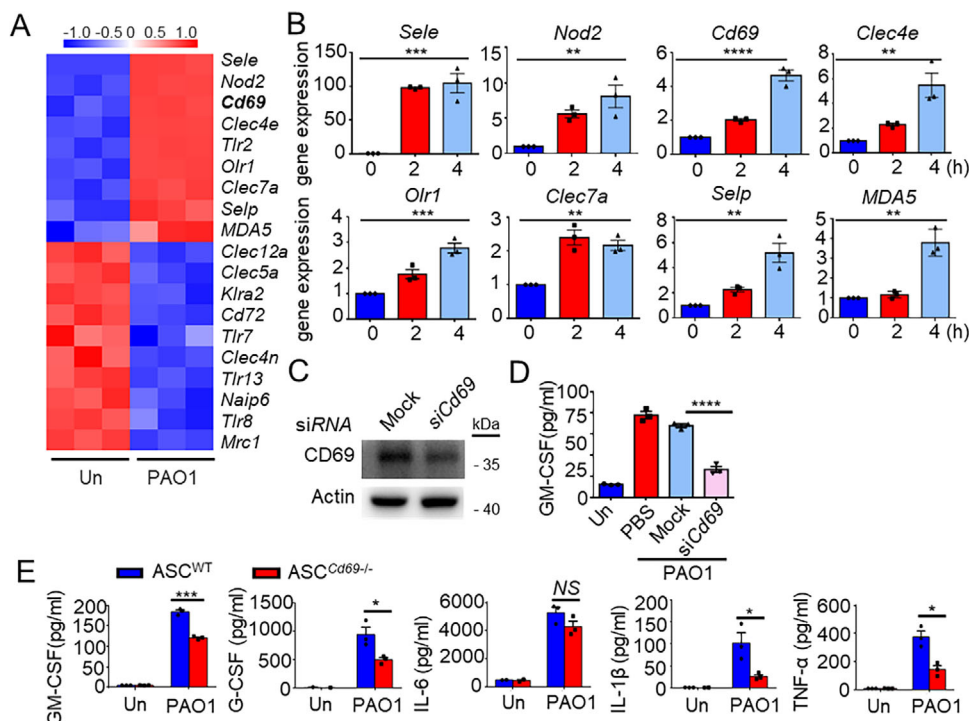 A
-1.0 -0.5 0 0.5 1.0
Sele
Nod2
Cd69
Clec4e
Tlr2
Olr1
Clec7a
Selp
MDA5
Clec12a
Clec5a
Klra2
Cd72
Tlr7
Clec4n
Tlr13
Naip6
Tlr8
Mrc1
Un PAO1
B
gene expression
Sele
***
150
100
50
0
0 2 4
Nod2
**
15
10
5
0
0 2 4
Cd69
****
6
4
2
0
0 2 4
Clec4e
**
8
6
4
2
0
0 2 4 (h)
gene expression
Olr1
***
4
3
2
1
0
0 2 4
Clec7a
**
3
2
1
0
0 2 4
Selp
**
8
6
4
2
0
0 2 4
MDA5
**
5
4
3
2
1
0
0 2 4 (h)
C
siRNA Mock siCd69 kDa
CD69 - 35
Actin - 40
D
GM-CSF(pg/ml)
****
100
75
50
25
0
Un PBS Mock siCd69
PAO1
E
ASCWT ASCCd69-/-
GM-CSF(pg/ml)
***
200
150
100
50
0
Un PAO1
G-CSF (pg/ml)
*
1500
1000
500
0
Un PAO1
IL-6 (pg/ml)
NS
6000
4000
2000
0
Un PAO1
IL-1β (pg/ml)
*
200
150
100
50
0
Un PAO1
TNF-α (pg/ml)
*
600
400
200
0
Un PAO1